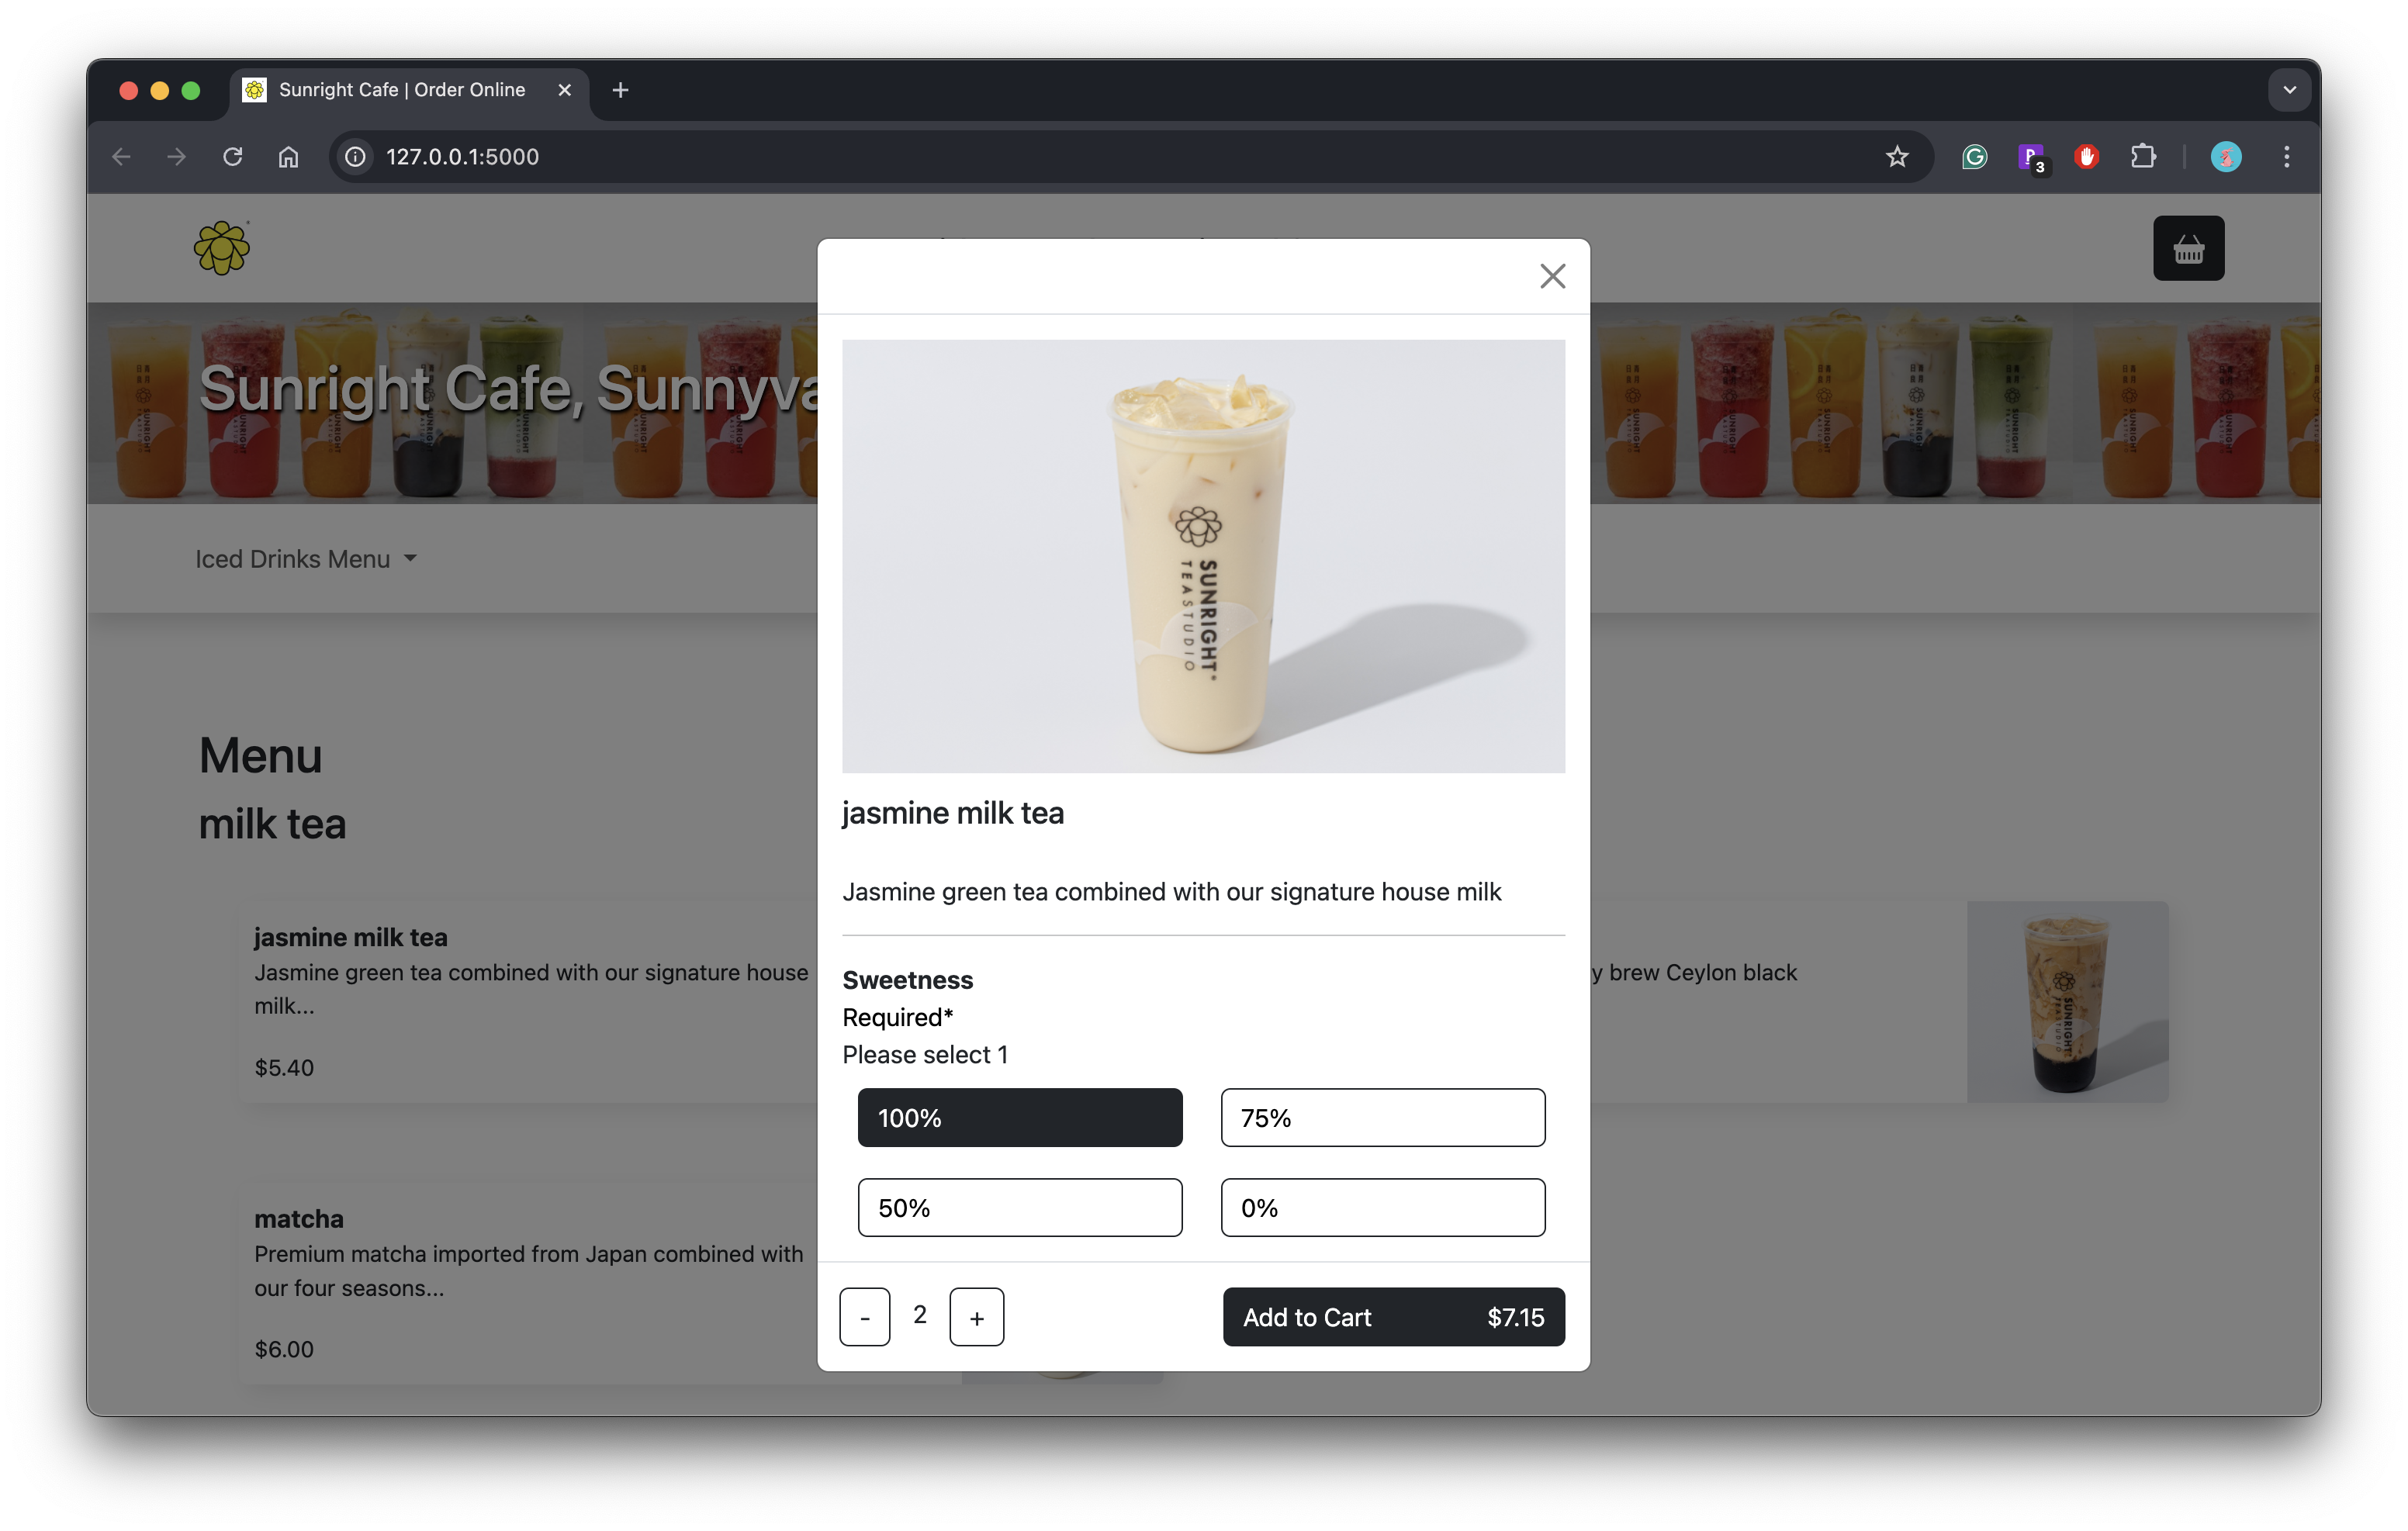 Sunright Cafe | Order Online
127.0.0.1:5000
3
Sunright Cafe, Sunnyva
Iced Drinks Menu
Menu
milk tea
jasmine milk tea
Jasmine green tea combined with our signature house
milk...
$5.40
y brew Ceylon black
SUNRIGHT
matcha
Premium matcha imported from Japan combined with
our four seasons...
$6.00
SUNRIGHT
TEASTUDIO
jasmine milk tea
Jasmine green tea combined with our signature house milk
Sweetness
Required*
Please select 1
100%
75%
50%
0%
-
2
+
Add to Cart
$7.15